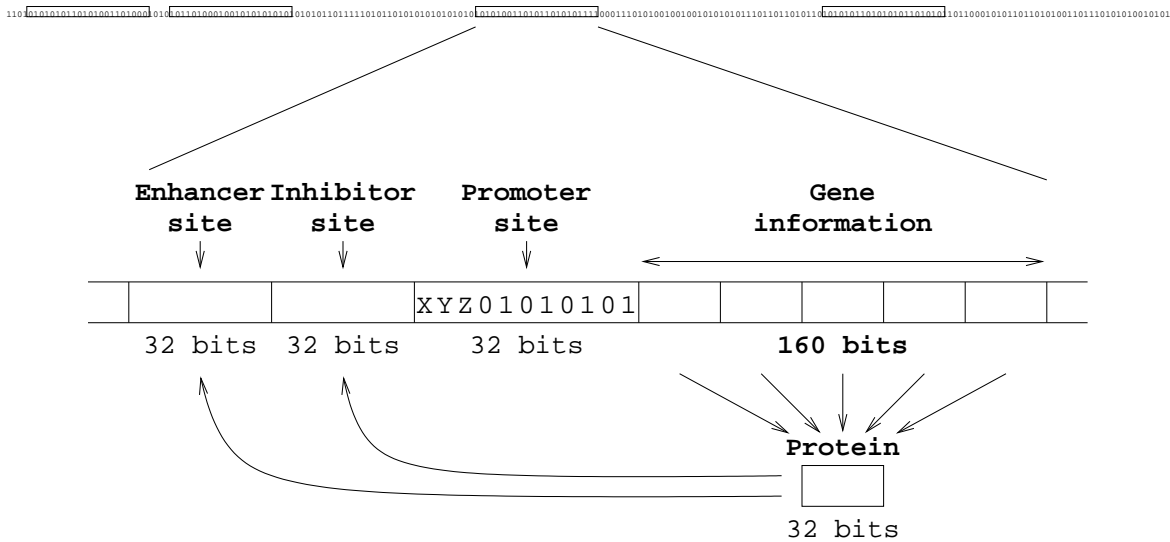 Enhancer Inhibitor Promoter Gene
site site site information
XYZ01010101
32 bits 32 bits 32 bits 160 bits
Protein
32 bits